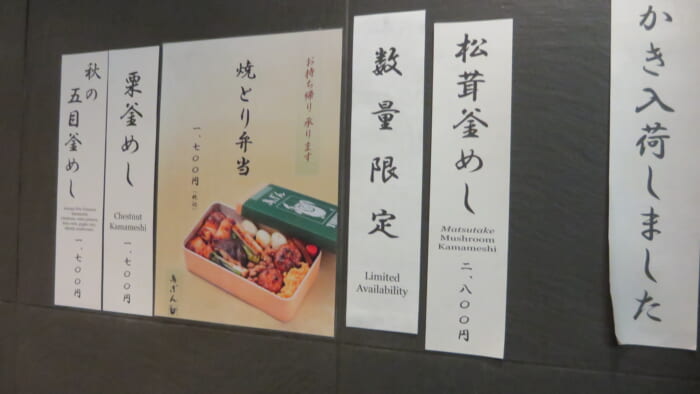 かき入荷しました
松茸釜めし
Matsutake
Mushroom
Kamameshi
二、八〇〇円
数量限定
Limited
Availability
お持ち帰り承ります
焼とり弁当
一、七〇〇円(税込)
栗釜めし
Chestnut
Kamameshi
一、七〇〇円
秋の
五目釜めし
一、七〇〇円